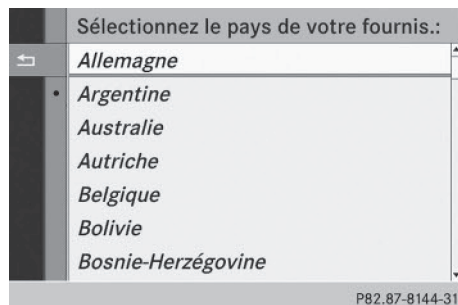 Sélectionnez le pays de votre fournis.:
Allemagne
• Argentine
Australie
Autriche
Belgique
Bolivie
Bosnie-Herzégovine
P82.87-8144-31